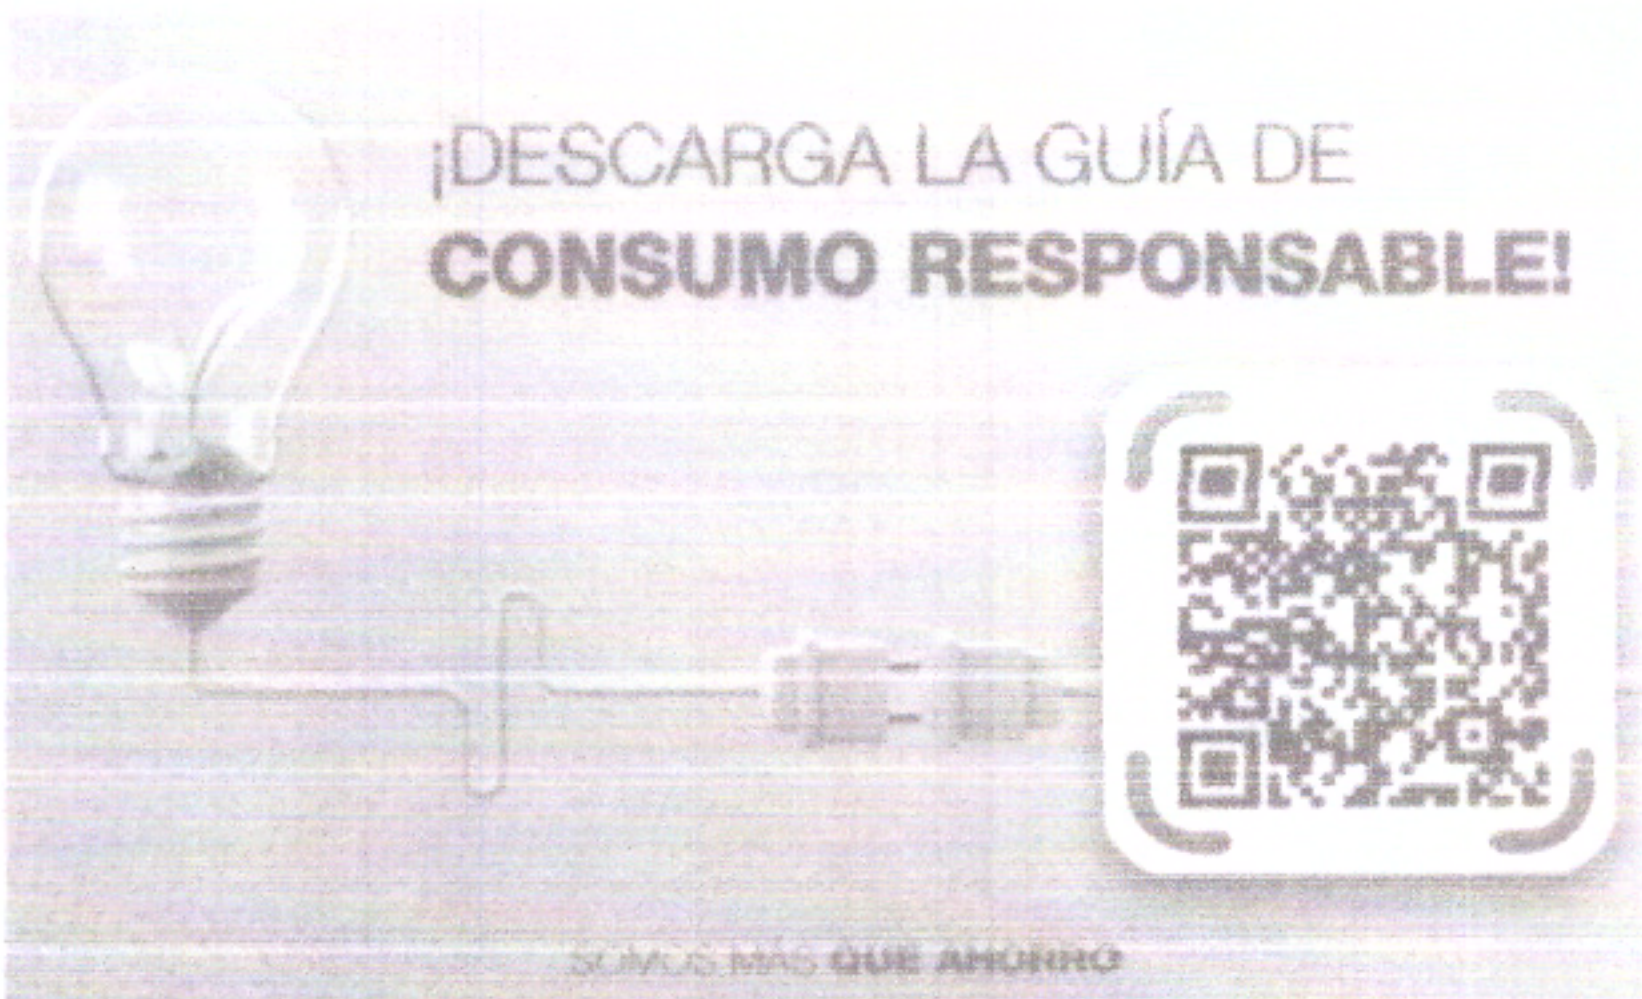 ¡DESCARGA LA GUÍA DE
CONSUMO RESPONSABLE!
SOMOS MÁS QUE AHORRO